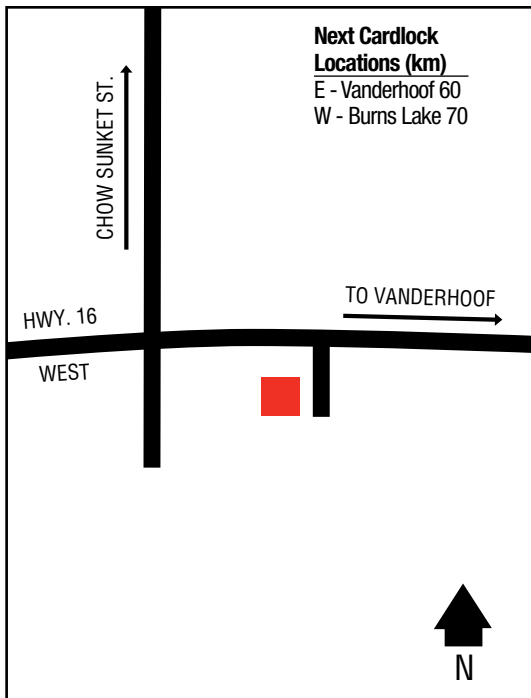 Next Cardlock
Locations (km)
E - Vanderhoof 60
W - Burns Lake 70
CHOW SUNKET ST.
TO VANDERHOOF
HWY. 16
WEST
N